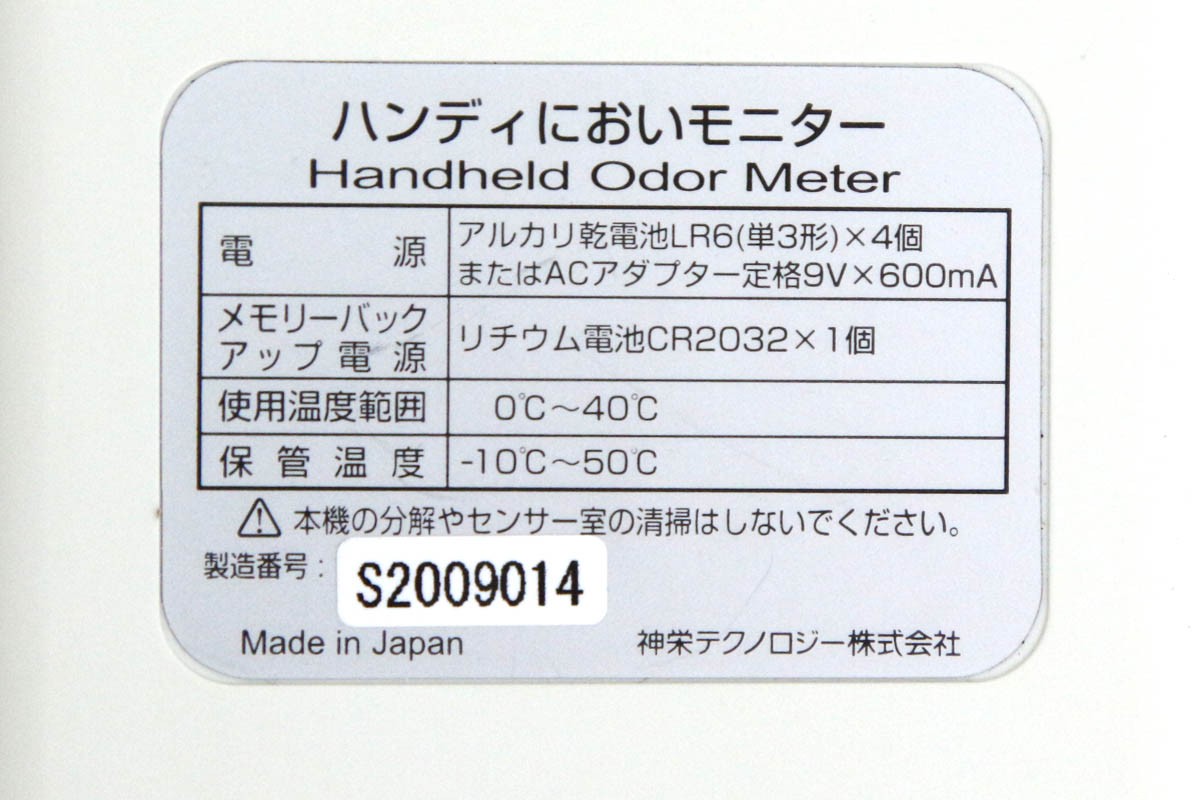 ハンディにおいモニター
Handheld Odor Meter
電源 アルカリ乾電池LR6(単3形)×4個
またはACアダプター定格9V×600mA
メモリーバック
アップ電源 リチウム電池CR2032×1個
使用温度範囲 0℃～40℃
保管温度 -10℃～50℃
⚠ 本機の分解やセンサー室の清掃はしないでください。
製造番号: S2009014
Made in Japan 神栄テクノロジー株式会社